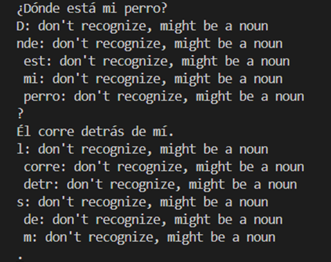 ¿Dónde está mi perro?
D: don't recognize, might be a noun
nde: don't recognize, might be a noun
est: don't recognize, might be a noun
mi: don't recognize, might be a noun
perro: don't recognize, might be a noun
?
Él corre detrás de mí.
l: don't recognize, might be a noun
corre: don't recognize, might be a noun
detr: don't recognize, might be a noun
s: don't recognize, might be a noun
de: don't recognize, might be a noun
m: don't recognize, might be a noun
.